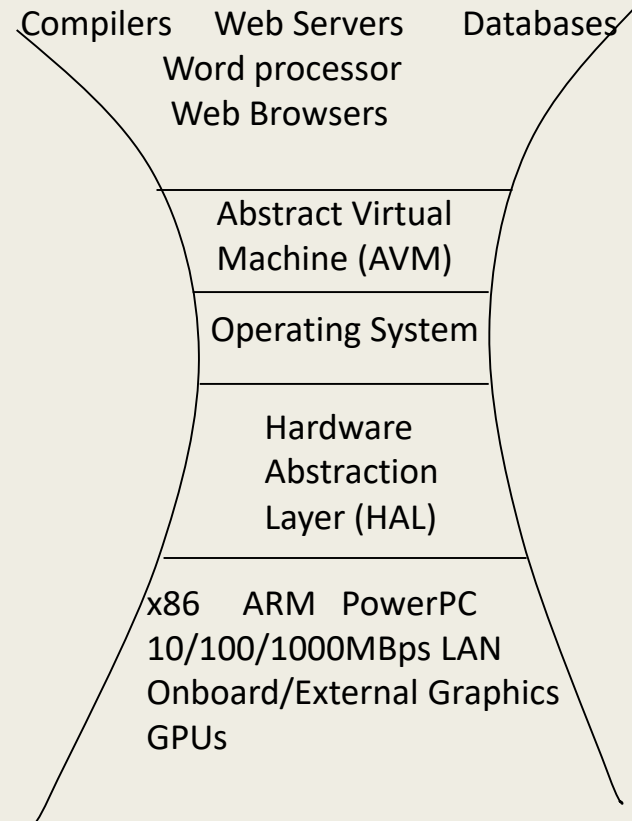 Compilers Web Servers Databases
Word processor
Web Browsers
Abstract Virtual
Machine (AVM)
Operating System
Hardware
Abstraction
Layer (HAL)
x86 ARM PowerPC
10/100/1000MBps LAN
Onboard/External Graphics
GPUs